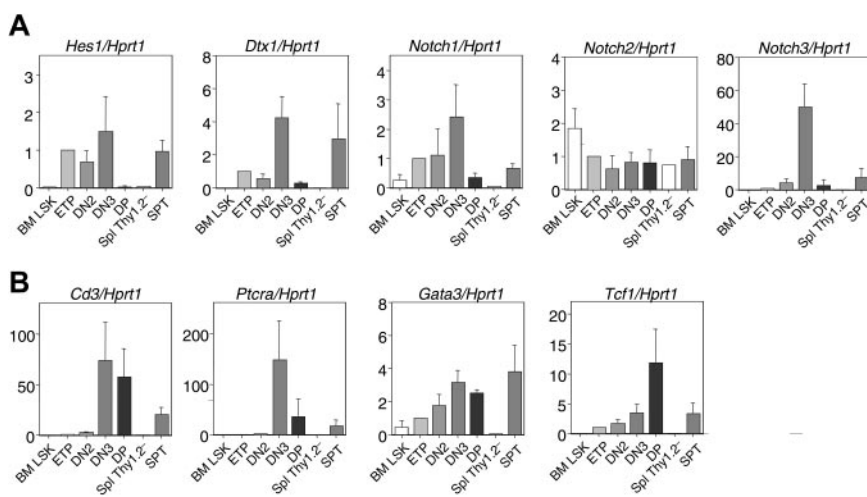 A
Hes1/Hprt1
Dtx1/Hprt1
Notch1/Hprt1
Notch2/Hprt1
Notch3/Hprt1
3
2
1
0
8
6
4
2
0
4
3
2
1
0
4
3
2
1
0
80
60
40
20
0
BM LSK
ETP
DN2
DN3
DP
Spl Thy1.2⁻
SPT
BM LSK
ETP
DN2
DN3
DP
Spl Thy1.2⁻
SPT
BM LSK
ETP
DN2
DN3
DP
Spl Thy1.2⁻
SPT
BM LSK
ETP
DN2
DN3
DP
Spl Thy1.2⁻
SPT
BM LSK
ETP
DN2
DN3
DP
Spl Thy1.2⁻
SPT
B
Cd3/Hprt1
Ptcra/Hprt1
Gata3/Hprt1
Tcf1/Hprt1
100
50
0
200
100
0
8
6
4
2
0
20
15
10
5
0
BM LSK
ETP
DN2
DN3
DP
Spl Thy1.2⁻
SPT
BM LSK
ETP
DN2
DN3
DP
Spl Thy1.2⁻
SPT
BM LSK
ETP
DN2
DN3
DP
Spl Thy1.2⁻
SPT
BM LSK
ETP
DN2
DN3
DP
Spl Thy1.2⁻
SPT